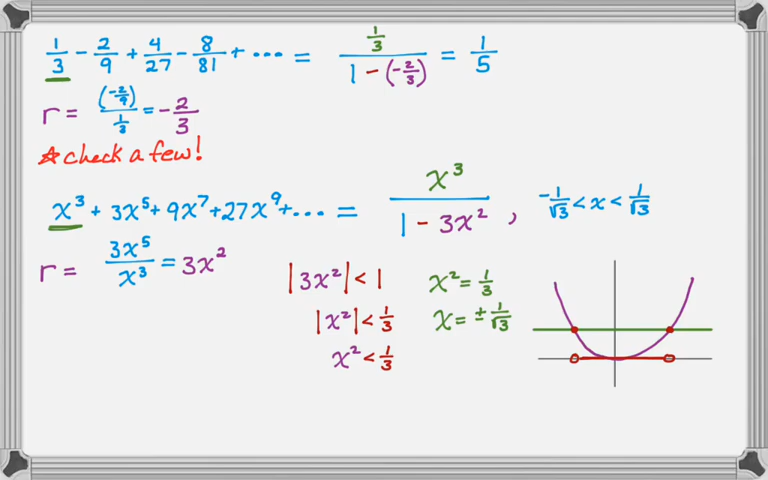 1/3 - 2/9 + 4/27 - 8/81 + ⋯ = (1/3)/(1 - (-2/3)) = 1/5
r = (-2/9)/(1/3) = -2/3
☆check a few!
x³ + 3x⁵ + 9x⁷ + 27x⁹ + ⋯ = x³/(1 - 3x²) , -1/√3 < x < 1/√3
r = 3x⁵/x³ = 3x²
|3x²| < 1
|x²| < 1/3
x² < 1/3
x² = 1/3
x = ± 1/√3